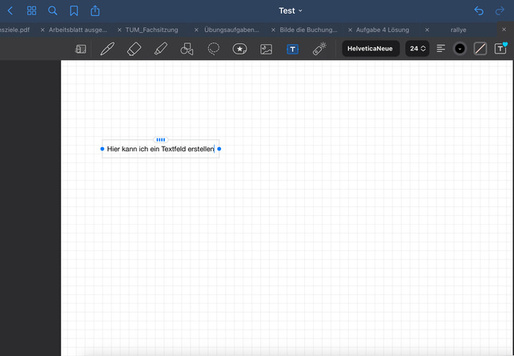 Test
sziele.pdf
Arbeitsblatt ausge...
TUM_Fachsitzung
Übungsaufgaben...
Bilde die Buchung...
Aufgabe 4 Lösung
rallye
HelveticaNeue
24
Hier kann ich ein Textfeld erstellen